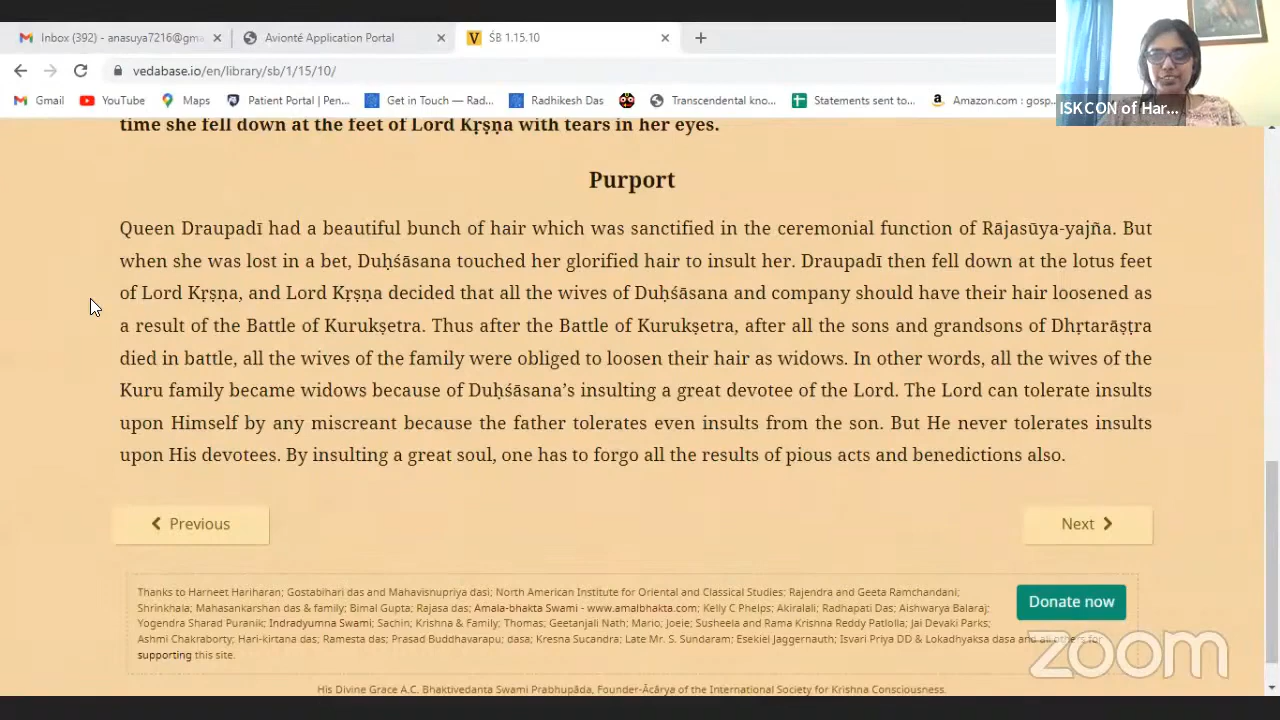 Inbox (392) - anasuya7216@gm
Avionté Application Portal
ŚB 1.15.10
vedabase.io/en/library/sb/1/15/10/
Gmail
YouTube
Maps
Patient Portal | Pen...
Get in Touch — Rad...
Radhikesh Das
Transcendental kno...
Statements sent to...
Amazon.com : gosp...
ISKCON of Har...
time she fell down at the feet of Lord Kṛṣṇa with tears in her eyes.
Purport
Queen Draupadī had a beautiful bunch of hair which was sanctified in the ceremonial function of Rājasūya-yajña. But
when she was lost in a bet, Duḥśāsana touched her glorified hair to insult her. Draupadī then fell down at the lotus feet
of Lord Kṛṣṇa, and Lord Kṛṣṇa decided that all the wives of Duḥśāsana and company should have their hair loosened as
a result of the Battle of Kurukṣetra. Thus after the Battle of Kurukṣetra, after all the sons and grandsons of Dhṛtarāṣṭra
died in battle, all the wives of the family were obliged to loosen their hair as widows. In other words, all the wives of the
Kuru family became widows because of Duḥśāsana's insulting a great devotee of the Lord. The Lord can tolerate insults
upon Himself by any miscreant because the father tolerates even insults from the son. But He never tolerates insults
upon His devotees. By insulting a great soul, one has to forgo all the results of pious acts and benedictions also.
Previous
Next
Thanks to Harneet Hariharan; Gostabihari das and Mahavisnupriya dasi; North American Institute for Oriental and Classical Studies; Rajendra and Geeta Ramchandani;
Shrinkhala; Mahasankarshan das & family; Bimal Gupta; Rajasa das; Amala-bhakta Swami - www.amalbhakta.com; Kelly C Phelps; Akiralali; Radhapati Das; Aishwarya Balaraj;
Yogendra Sharad Puranik; Indradyumna Swami; Sachin; Krishna & Family; Thomas; Geetanjali Nath; Mario; Joeie; Susheela and Rama Krishna Reddy Patlolla; Jai Devaki Parks;
Ashmi Chakraborty; Hari-kirtana das; Ramesta das; Prasad Buddhavarapu; dasa; Kresna Sucandra; Late Mr. S. Sundaram; Esekiel Jaggernauth; Isvari Priya DD & Lokadhyaksa dasa and all others for
supporting this site.
Donate now
zoom
His Divine Grace A.C. Bhaktivedanta Swami Prabhupāda, Founder-Ācārya of the International Society for Krishna Consciousness.